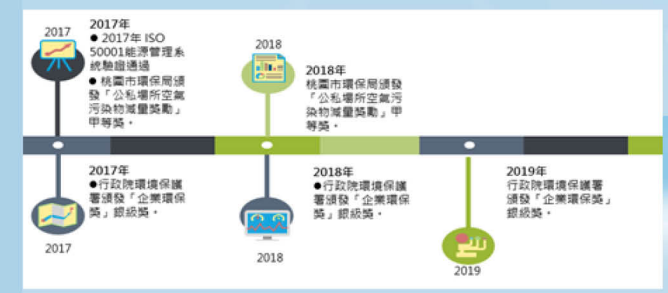 2017
2017年
● 2017年 ISO
50001能源管理系
統驗證通過
● 桃園市環保局頒
發「公私場所空氣
污染物減量獎勵」
甲等獎。
2018
2018年
桃園市環保局頒發
「公私場所空氣污
染物減量獎勵」甲
等獎。
2017年
●行政院環境保護
署頒發「企業環保
獎」銀級獎。
2017
2018年
●行政院環境保護
署頒發「企業環保
獎」銀級獎。
2018
2019年
行政院環境保護署
頒發「企業環保獎」
銀級獎。
2019